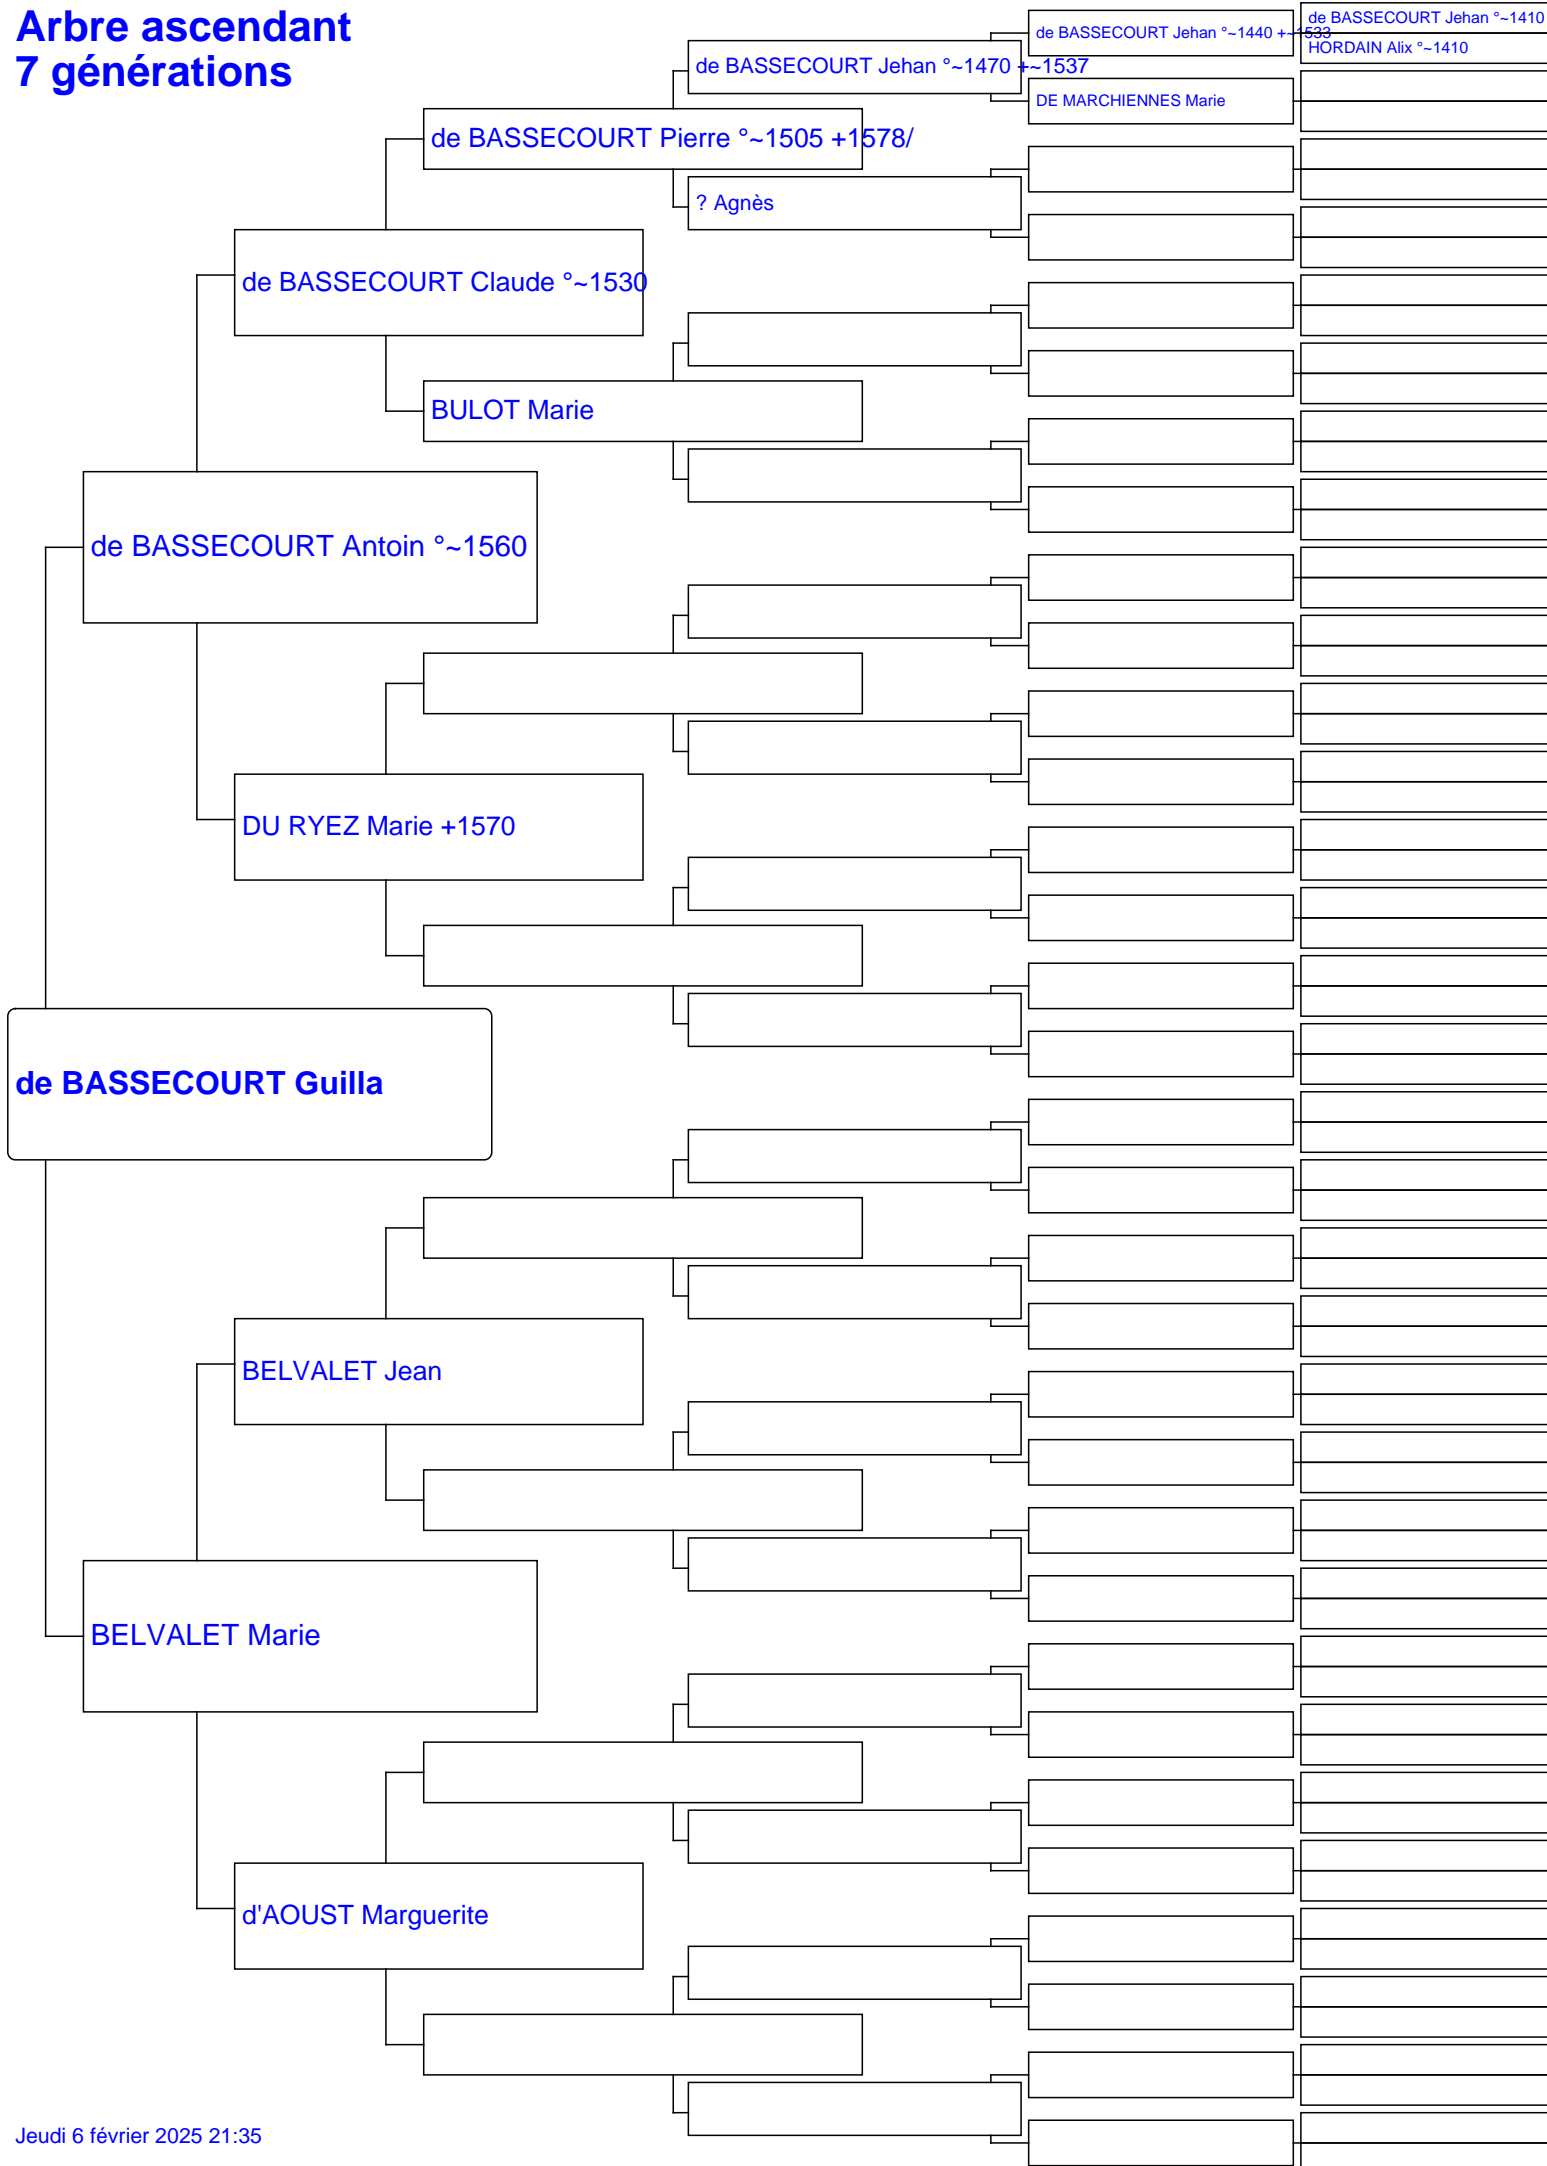 Arbre ascendant
7 générations
de BASSECOURT Jehan °~1410
de BASSECOURT Jehan °~1440 +~1533
HORDAIN Alix °~1410
de BASSECOURT Jehan °~1470 +~1537
DE MARCHIENNES Marie
de BASSECOURT Pierre °~1505 +1578/
? Agnès
de BASSECOURT Claude °~1530
BULOT Marie
de BASSECOURT Antoin °~1560
DU RYEZ Marie +1570
de BASSECOURT Guilla
BELVALET Jean
BELVALET Marie
d'AOUST Marguerite
Jeudi 6 février 2025 21:35